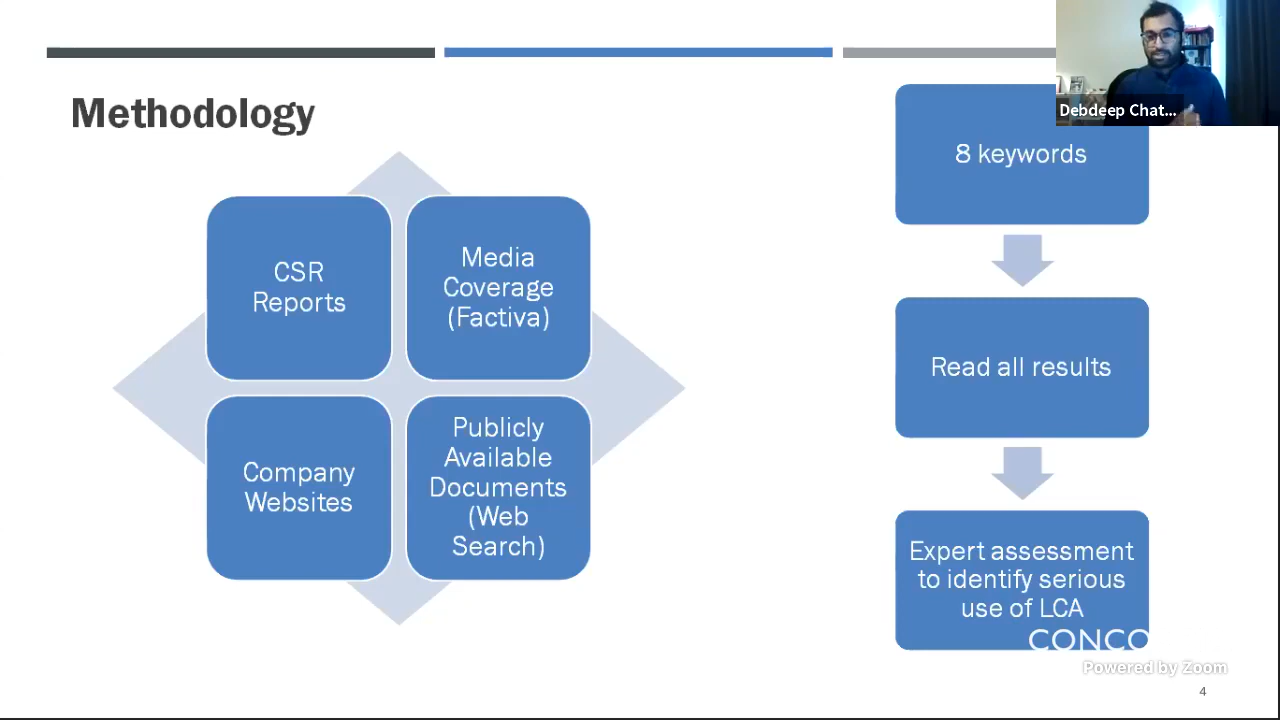 Methodology
CSR
Reports
Media
Coverage
(Factiva)
Company
Websites
Publicly
Available
Documents
(Web
Search)
8 keywords
Read all results
Expert assessment
to identify serious
use of LCA
Debdeep Chat...
CONCO
Powered by Zoom
4